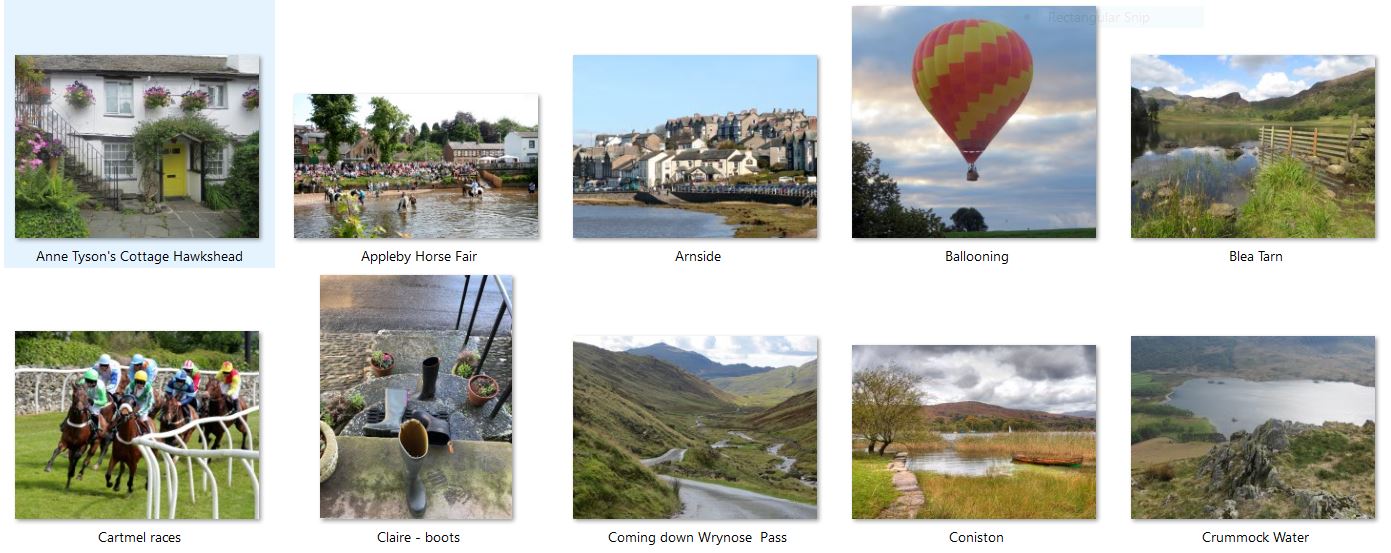 Rectangular Snip
Anne Tyson's Cottage Hawkshead
Appleby Horse Fair
Arnside
Ballooning
Blea Tarn
Cartmel races
Claire - boots
Coming down Wrynose  Pass
Coniston
Crummock Water